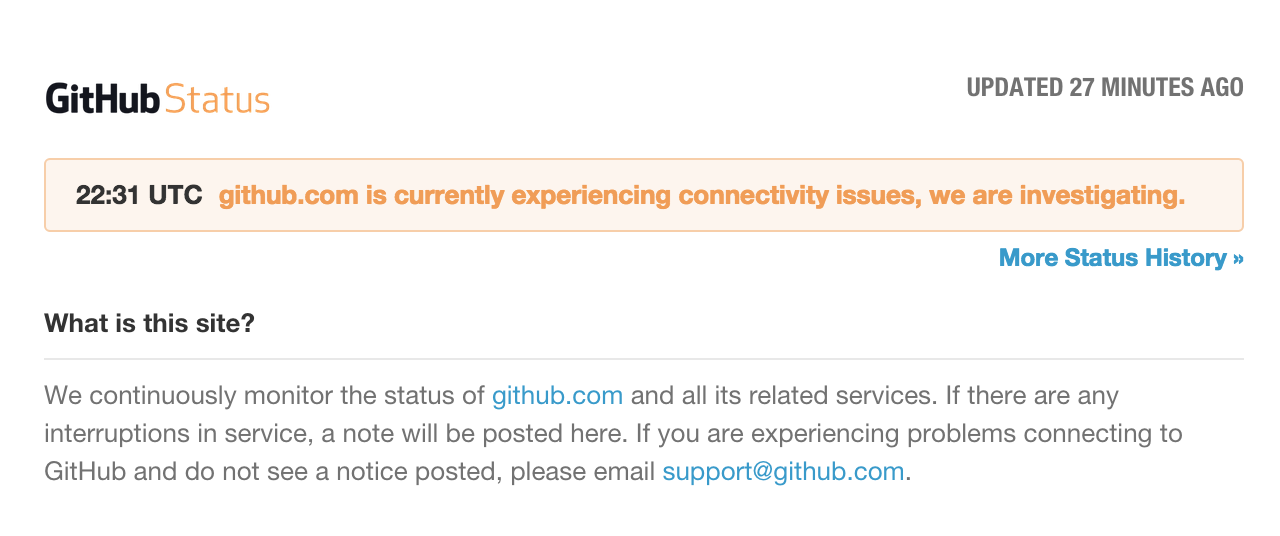 GitHub Status
UPDATED 27 MINUTES AGO
22:31 UTC github.com is currently experiencing connectivity issues, we are investigating.
More Status History »
What is this site?
We continuously monitor the status of github.com and all its related services. If there are any
interruptions in service, a note will be posted here. If you are experiencing problems connecting to
GitHub and do not see a notice posted, please email support@github.com.